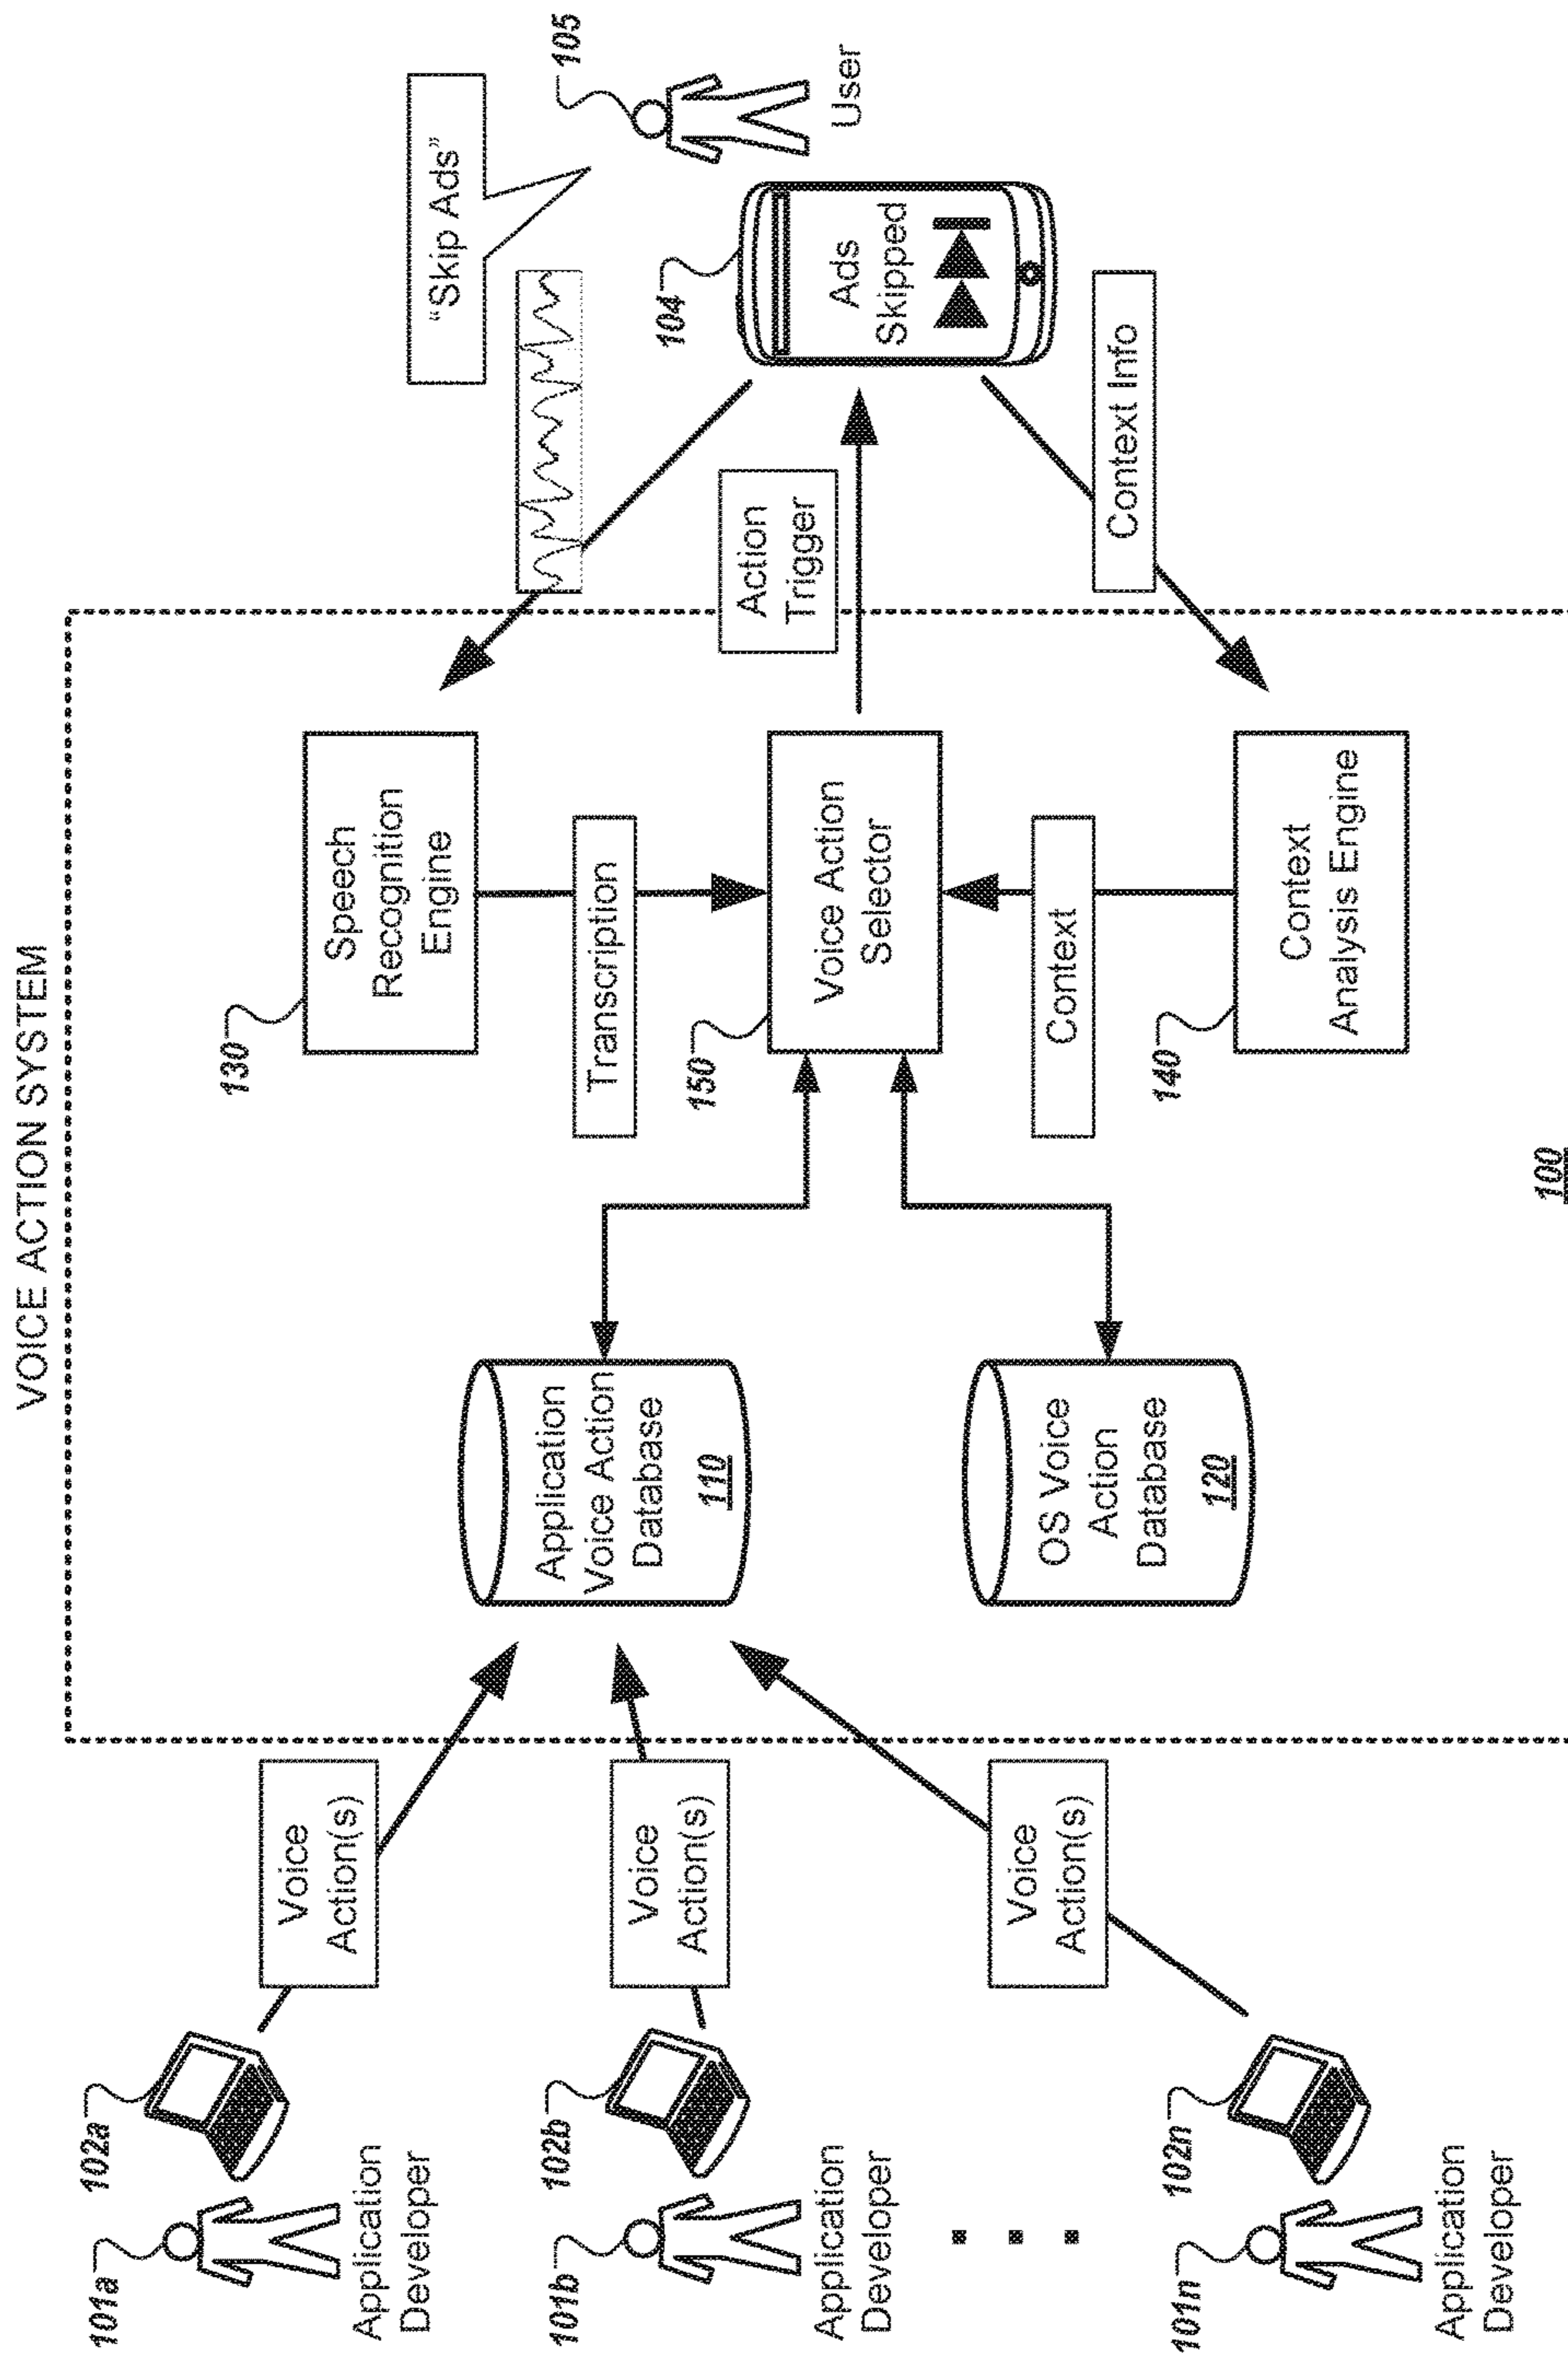 VOICE ACTION SYSTEM
101a
102a
Application
Developer
Voice
Action(s)
101b
102b
Application
Developer
Voice
Action(s)
101n
102n
Application
Developer
Voice
Action(s)
Application
Voice Action
Database
110
OS Voice
Action
Database
120
130
Speech
Recognition
Engine
Transcription
150
Voice Action
Selector
Context
140
Context
Analysis Engine
100
"Skip Ads"
105
User
104
Ads
Skipped
Action
Trigger
Context Info